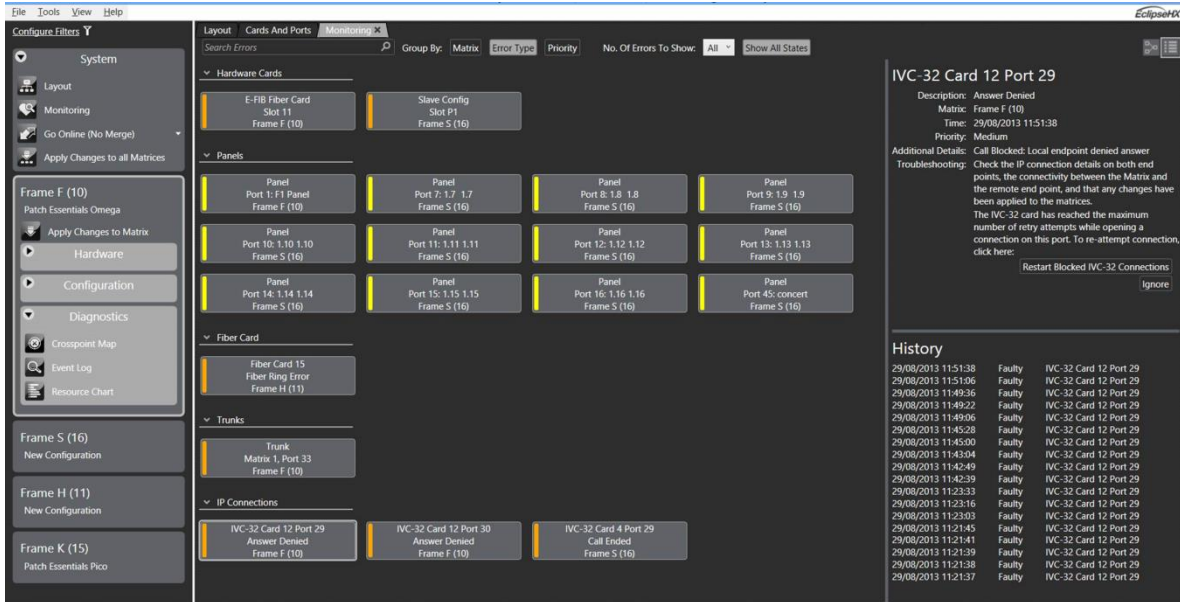 File Tools View Help
EclipseHX
Configure Filters
System
Layout
Monitoring
Go Online (No Merge)
Apply Changes to all Matrices
Frame F (10)
Patch Essentials Omega
Apply Changes to Matrix
Hardware
Configuration
Diagnostics
Crosspoint Map
Event Log
Resource Chart
Frame S (16)
New Configuration
Frame H (11)
New Configuration
Frame K (15)
Patch Essentials Pico
Layout Cards And Ports Monitoring X
Search Errors Group By: Matrix Error Type Priority No. Of Errors To Show: All Show All States
Hardware Cards
E-FIB Fiber Card
Slot 11
Frame F (10)
Slave Config
Slot P1
Frame S (16)
Panels
Panel
Port 1: F1 Panel
Frame F (10)
Panel
Port 7: 1.7 1.7
Frame S (16)
Panel
Port 8: 1.8 1.8
Frame S (16)
Panel
Port 9: 1.9 1.9
Frame S (16)
Panel
Port 10: 1.10 1.10
Frame S (16)
Panel
Port 11: 1.11 1.11
Frame S (16)
Panel
Port 12: 1.12 1.12
Frame S (16)
Panel
Port 13: 1.13 1.13
Frame S (16)
Panel
Port 14: 1.14 1.14
Frame S (16)
Panel
Port 15: 1.15 1.15
Frame S (16)
Panel
Port 16: 1.16 1.16
Frame S (16)
Panel
Port 45: concert
Frame S (16)
Fiber Card
Fiber Card 15
Fiber Ring Error
Frame H (11)
Trunks
Trunk
Matrix 1, Port 33
Frame F (10)
IP Connections
IVC-32 Card 12 Port 29
Answer Denied
Frame F (10)
IVC-32 Card 12 Port 30
Answer Denied
Frame F (10)
IVC-32 Card 4 Port 29
Call Ended
Frame S (16)
IVC-32 Card 12 Port 29
Description: Answer Denied
Matrix: Frame F (10)
Time: 29/08/2013 11:51:38
Priority: Medium
Additional Details: Call Blocked: Local endpoint denied answer
Troubleshooting: Check the IP connection details on both end
points, the connectivity between the Matrix and
the remote end point, and that any changes have
been applied to the matrices.
The IVC-32 card has reached the maximum
number of retry attempts while opening a
connection on this port. To re-attempt connection,
click here:
Restart Blocked IVC-32 Connections
Ignore
History
29/08/2013 11:51:38 Faulty IVC-32 Card 12 Port 29
29/08/2013 11:51:06 Faulty IVC-32 Card 12 Port 29
29/08/2013 11:49:36 Faulty IVC-32 Card 12 Port 29
29/08/2013 11:49:22 Faulty IVC-32 Card 12 Port 29
29/08/2013 11:49:06 Faulty IVC-32 Card 12 Port 29
29/08/2013 11:45:28 Faulty IVC-32 Card 12 Port 29
29/08/2013 11:45:00 Faulty IVC-32 Card 12 Port 29
29/08/2013 11:43:04 Faulty IVC-32 Card 12 Port 29
29/08/2013 11:42:49 Faulty IVC-32 Card 12 Port 29
29/08/2013 11:42:39 Faulty IVC-32 Card 12 Port 29
29/08/2013 11:23:33 Faulty IVC-32 Card 12 Port 29
29/08/2013 11:23:16 Faulty IVC-32 Card 12 Port 29
29/08/2013 11:23:03 Faulty IVC-32 Card 12 Port 29
29/08/2013 11:21:45 Faulty IVC-32 Card 12 Port 29
29/08/2013 11:21:41 Faulty IVC-32 Card 12 Port 29
29/08/2013 11:21:39 Faulty IVC-32 Card 12 Port 29
29/08/2013 11:21:38 Faulty IVC-32 Card 12 Port 29
29/08/2013 11:21:37 Faulty IVC-32 Card 12 Port 29